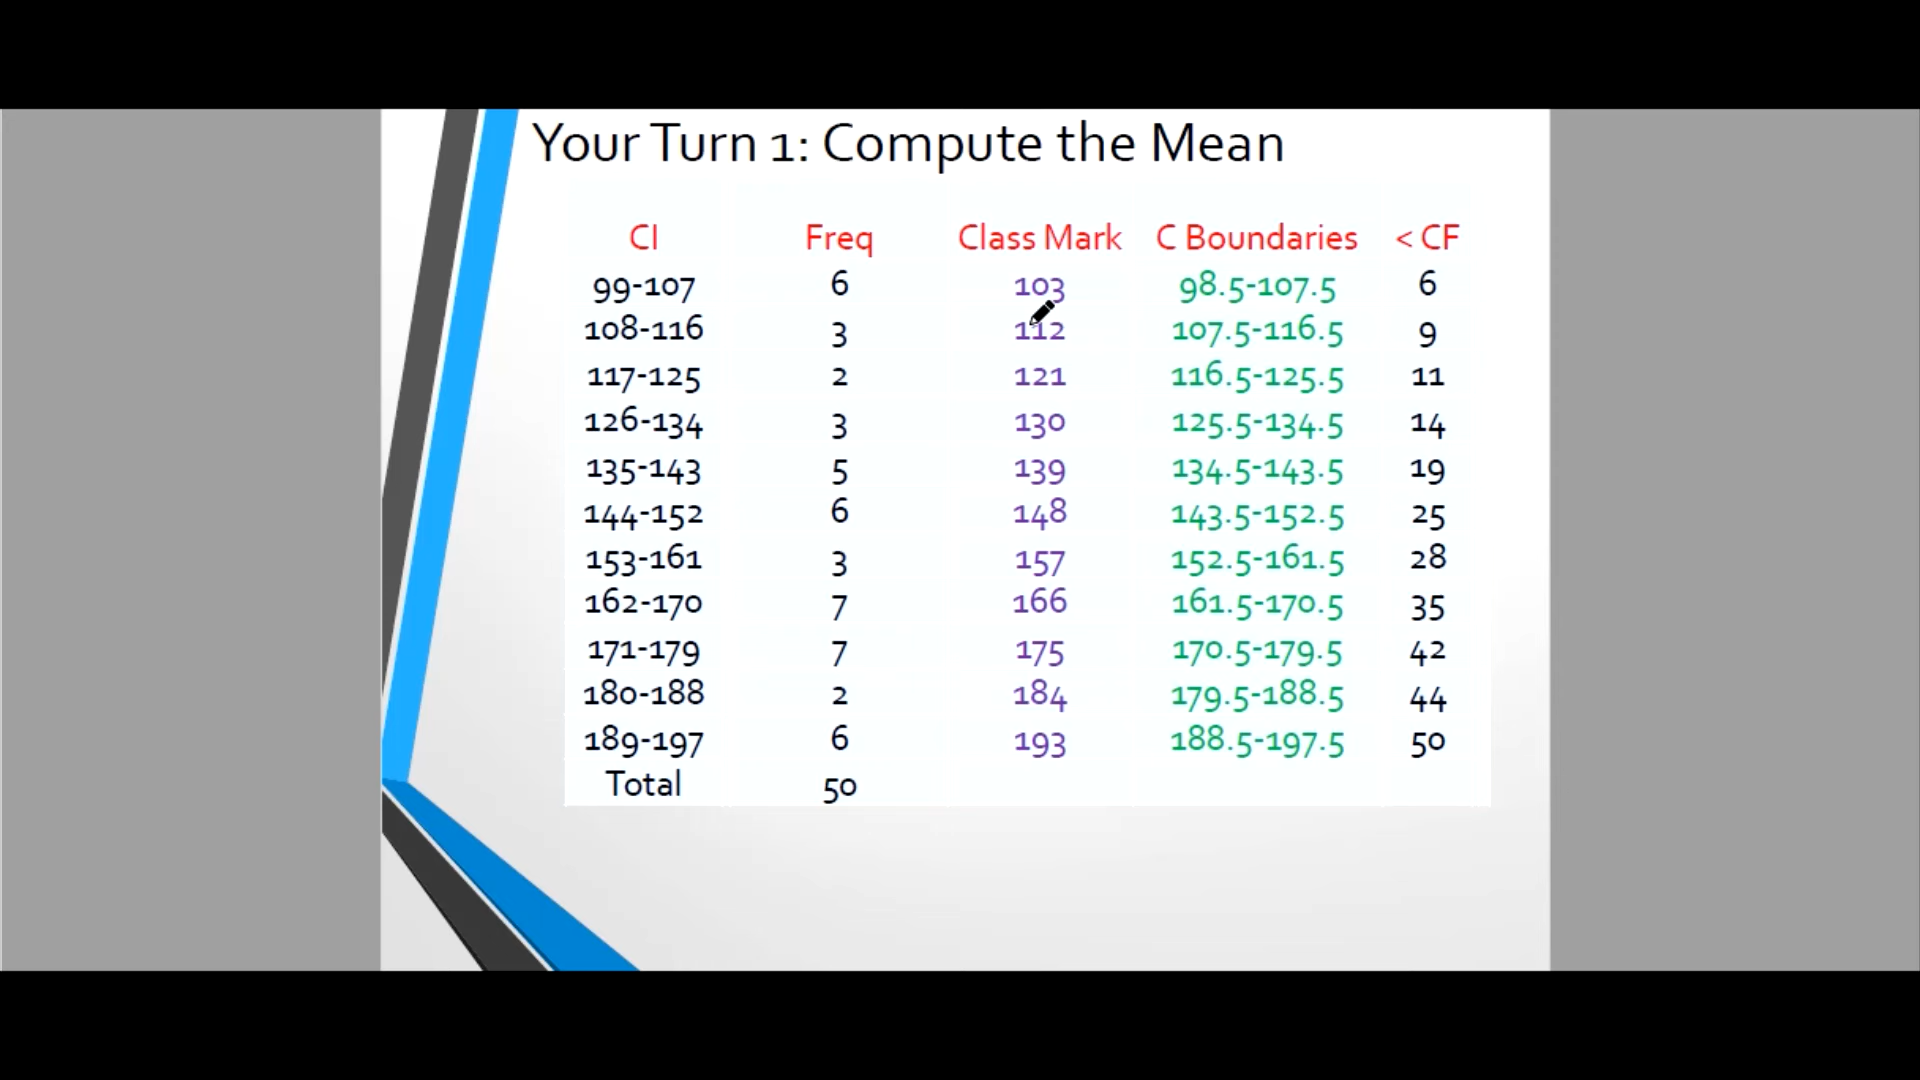 Your Turn 1: Compute the Mean
CI Freq Class Mark C Boundaries < CF
99-107 6 103 98.5-107.5 6
108-116 3 112 107.5-116.5 9
117-125 2 121 116.5-125.5 11
126-134 3 130 125.5-134.5 14
135-143 5 139 134.5-143.5 19
144-152 6 148 143.5-152.5 25
153-161 3 157 152.5-161.5 28
162-170 7 166 161.5-170.5 35
171-179 7 175 170.5-179.5 42
180-188 2 184 179.5-188.5 44
189-197 6 193 188.5-197.5 50
Total 50